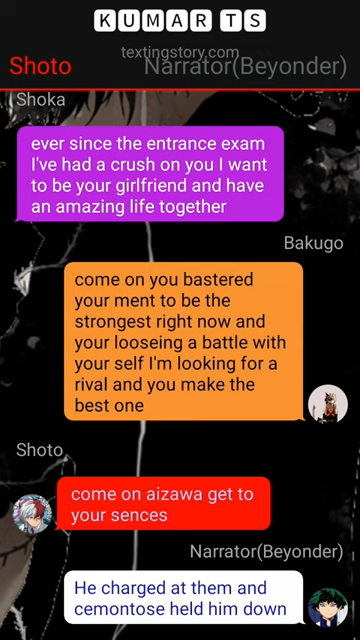 KUMAR TS
textingstory.com
Shoto Narrator(Beyonder)
Shoka
ever since the entrance exam
I've had a crush on you I want
to be your girlfriend and have
an amazing life together
Bakugo
come on you bastered
your ment to be the
strongest right now and
your looseing a battle with
your self I'm looking for a
rival and you make the
best one
Shoto
come on aizawa get to
your sences
Narrator(Beyonder)
He charged at them and
cemontose held him down